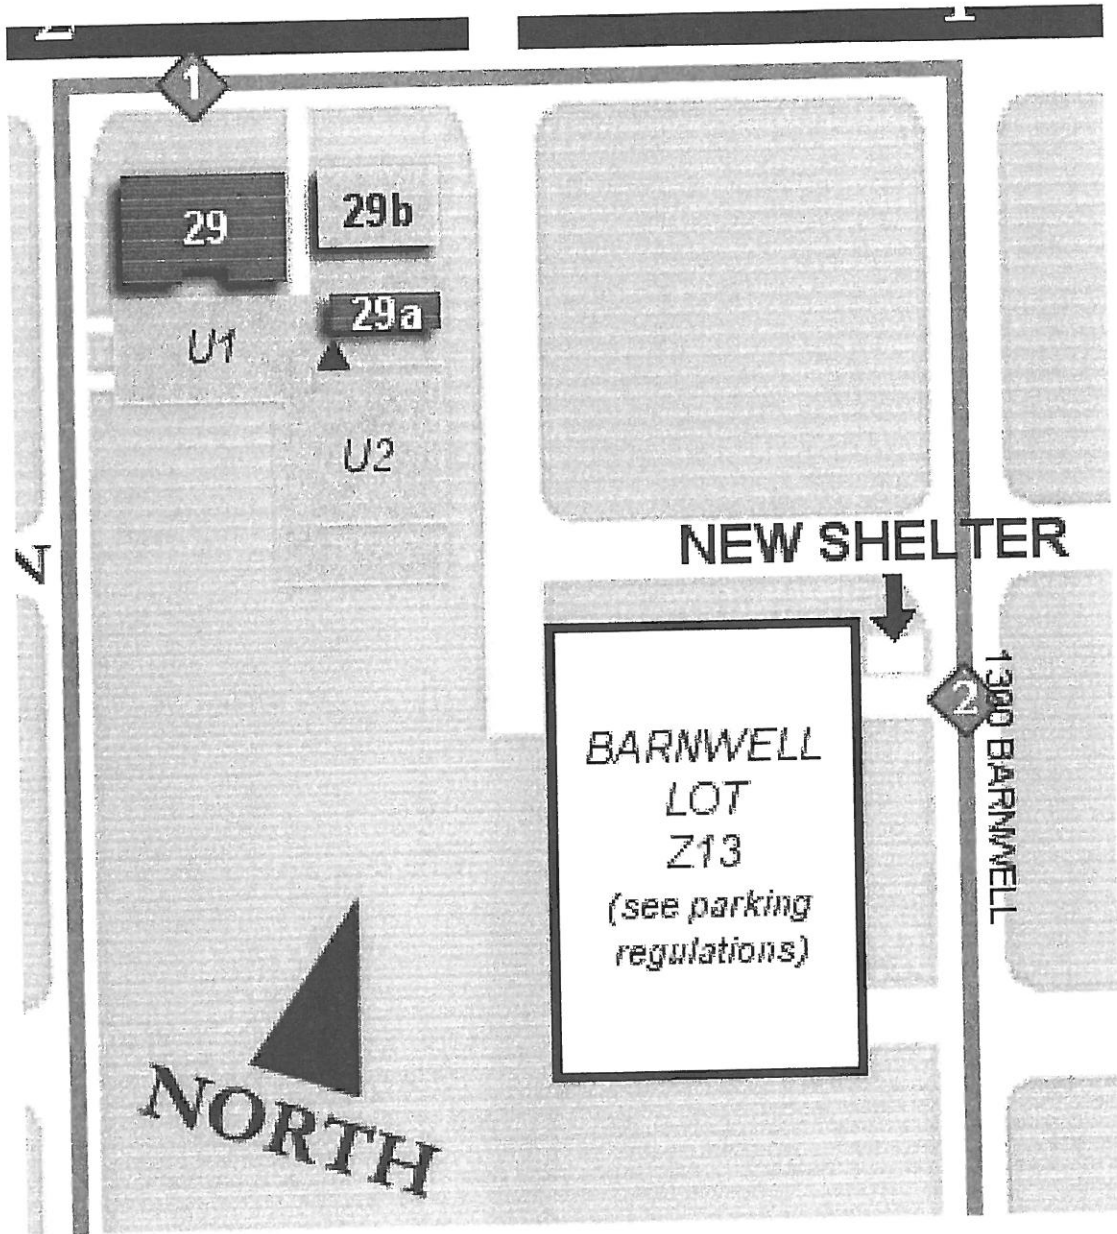 1
29
29b
29a
U1
U2
NEW SHELTER
2
1300 BARNWELL
BARNWELL
LOT
Z13
(see parking
regulations)
NORTH